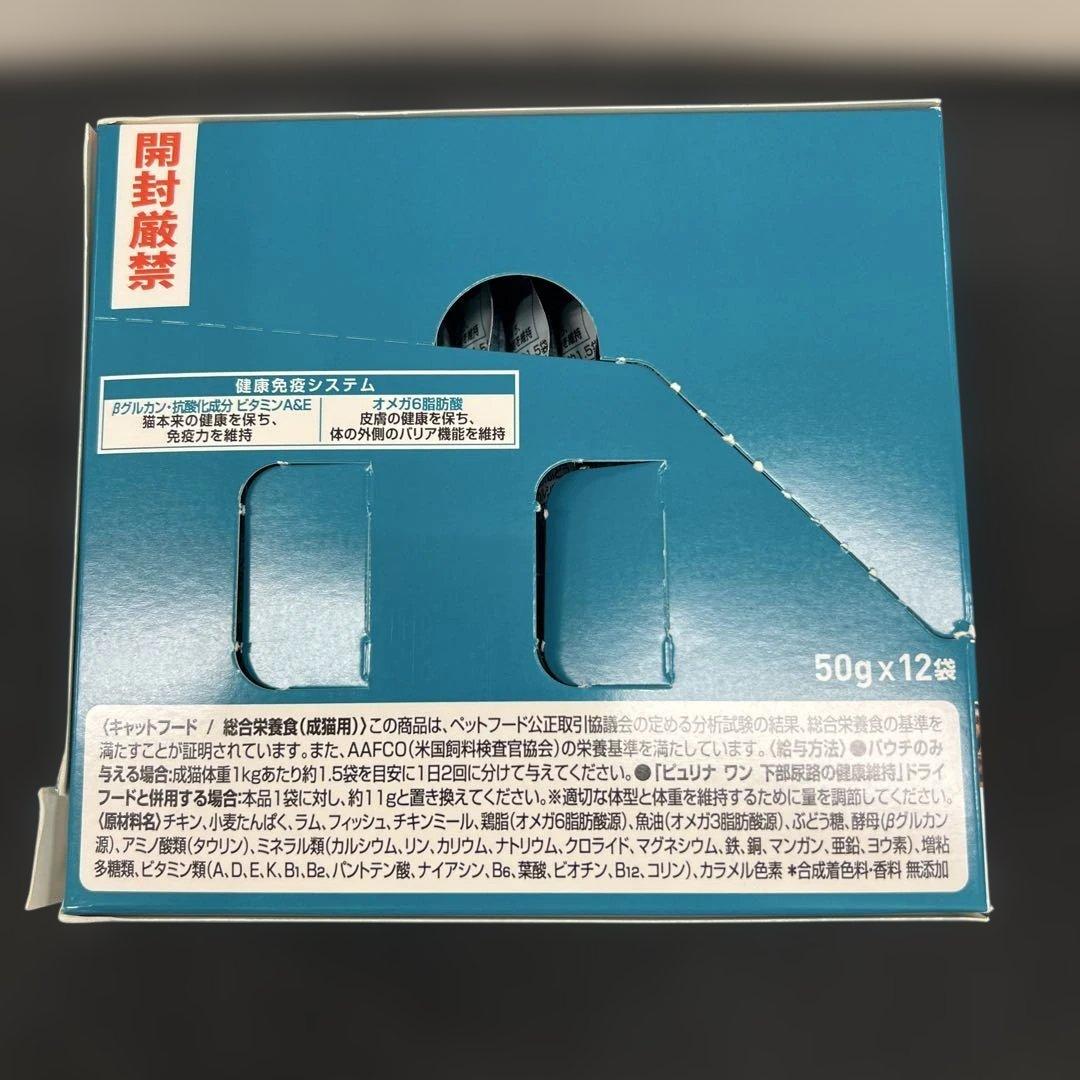 開封厳禁
を維持
1.5袋
を維持
1.5袋
を維持
1.5
健康免疫システム
βグルカン・抗酸化成分 ビタミンA&E
猫本来の健康を保ち、
免疫力を維持
オメガ6脂肪酸
皮膚の健康を保ち、
体の外側のバリア機能を維持
50g x 12袋
〈キャットフード / 総合栄養食(成猫用)〉この商品は、ペットフード公正取引協議会の定める分析試験の結果、総合栄養食の基準を
満たすことが証明されています。また、AAFCO(米国飼料検査官協会)の栄養基準を満たしています。〈給与方法〉●パウチのみ
与える場合:成猫体重1kgあたり約1.5袋を目安に1日2回に分けて与えてください。●「ピュリナ ワン 下部尿路の健康維持」ドライ
フードと併用する場合:本品1袋に対し、約11gと置き換えてください。※適切な体型と体重を維持するために量を調節してください。
〈原材料名〉チキン、小麦たんぱく、ラム、フィッシュ、チキンミール、鶏脂(オメガ6脂肪酸源)、魚油(オメガ3脂肪酸源)、ぶどう糖、酵母(βグルカン
源)、アミノ酸類(タウリン)、ミネラル類(カルシウム、リン、カリウム、ナトリウム、クロライド、マグネシウム、鉄、銅、マンガン、亜鉛、ヨウ素)、増粘
多糖類、ビタミン類(A、D、E、K、B1、B2、パントテン酸、ナイアシン、B6、葉酸、ビオチン、B12、コリン)、カラメル色素 *合成着色料・香料 無添加